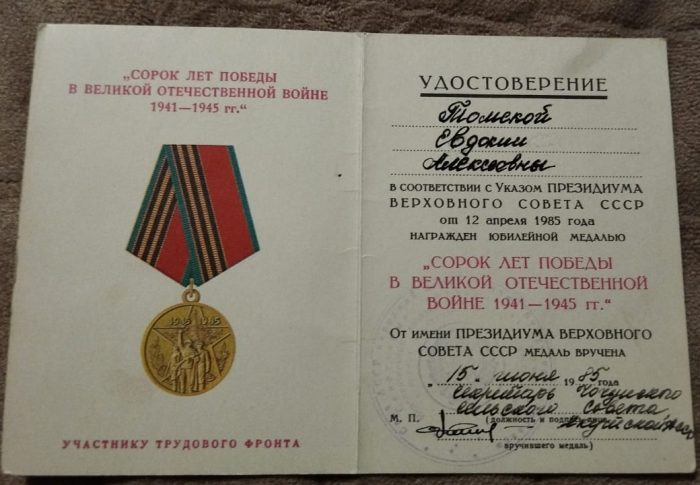 „СОРОК ЛЕТ ПОБЕДЫ
В ВЕЛИКОЙ ОТЕЧЕСТВЕННОЙ ВОЙНЕ
1941—1945 гг.“
1945 1985
УЧАСТНИКУ ТРУДОВОГО ФРОНТА
УДОСТОВЕРЕНИЕ
Томской
Евдокии
Алексеевны
В СООТВЕТСТВИИ С УКАЗОМ ПРЕЗИДИУМА
ВЕРХОВНОГО СОВЕТА СССР
от 12 апреля 1985 года
НАГРАЖДЕН ЮБИЛЕЙНОЙ МЕДАЛЬЮ
„СОРОК ЛЕТ ПОБЕДЫ
В ВЕЛИКОЙ ОТЕЧЕСТВЕННОЙ
ВОЙНЕ 1941—1945 гг.“
От имени ПРЕЗИДИУМА ВЕРХОВНОГО
СОВЕТА СССР МЕДАЛЬ ВРУЧЕНА
„15„ июня 1985 года
секретарь
сельского Совета
М. П. (должность и подпись
вручившего медаль)